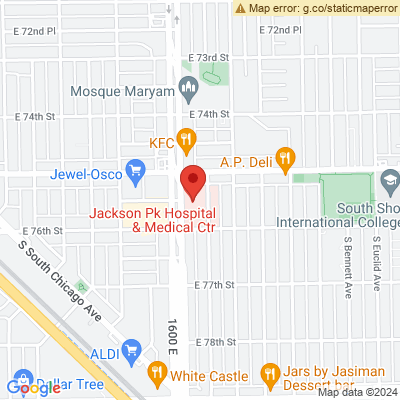 Map error: g.co/staticmaperror
E 72nd Pl
E 72nd Pl
E 73rd St
Mosque Maryam
E 74th St
E 74th St
KFC
Jewel-Osco
A.P. Deli
Jackson Pk Hospital
& Medical Ctr
South Sho
International College
E 76th St
S South Chicago Ave
S Bennett Ave
S Euclid Ave
E 77th St
1600 E
E 78th St
ALDI
White Castle
Jars by Jasiman
Dessert bar
Dollar Tree
Google
Map data ©2024